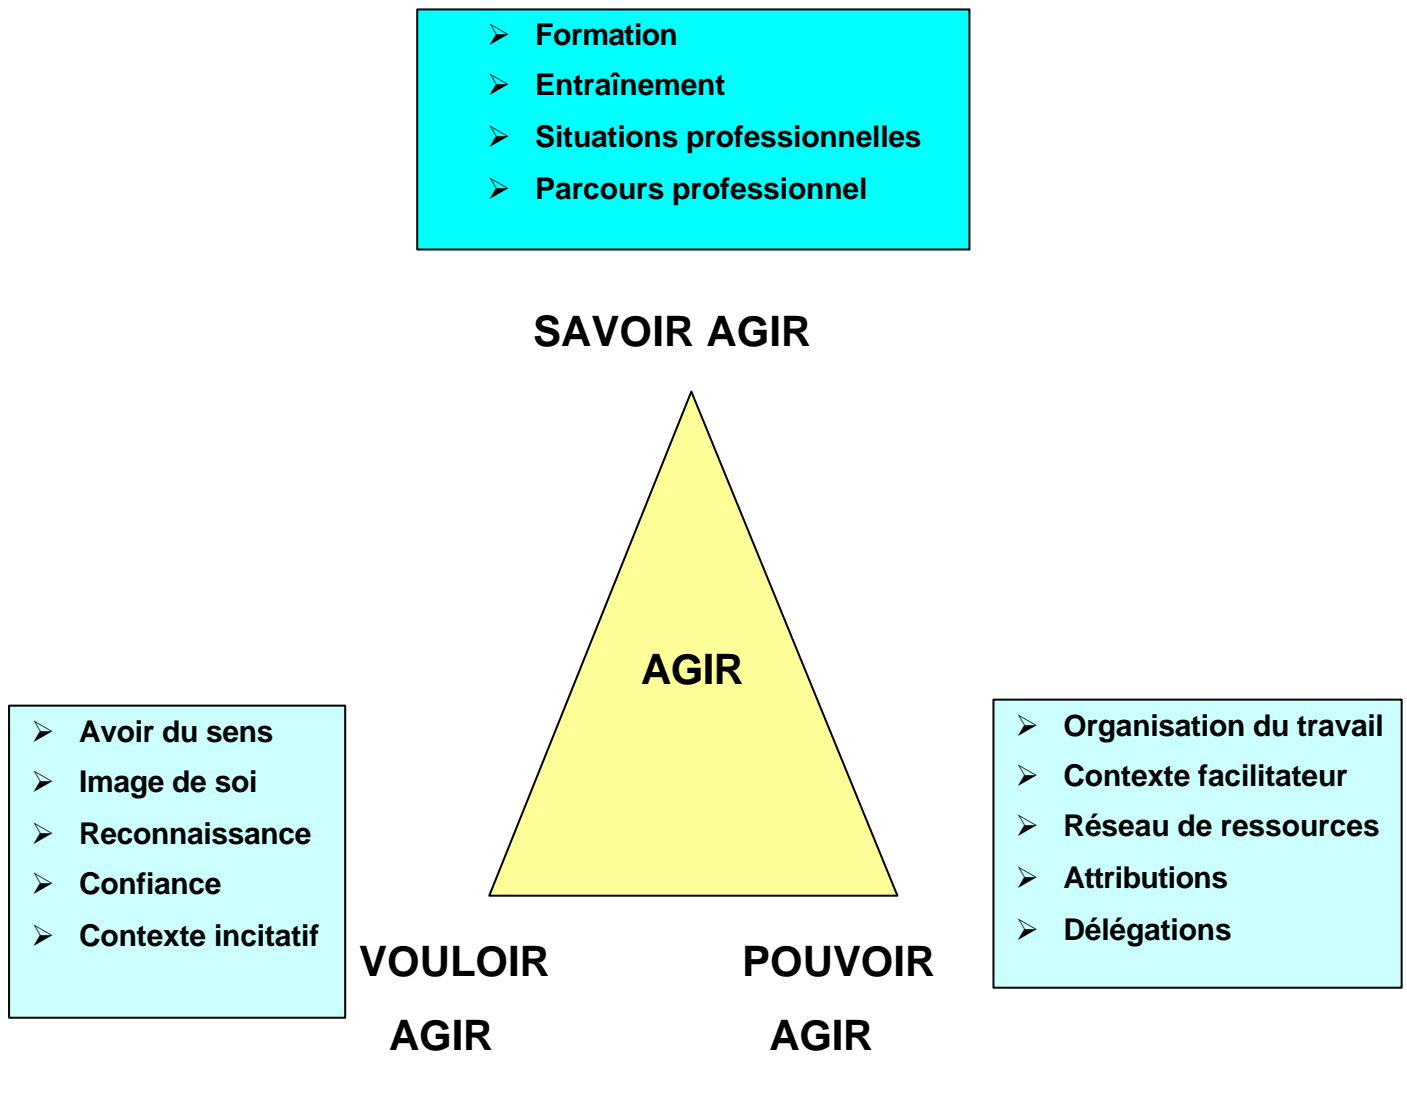 ➢ Formation
➢ Entraînement
➢ Situations professionnelles
➢ Parcours professionnel
SAVOIR AGIR
AGIR
➢ Avoir du sens
➢ Image de soi
➢ Reconnaissance
➢ Confiance
➢ Contexte incitatif
➢ Organisation du travail
➢ Contexte facilitateur
➢ Réseau de ressources
➢ Attributions
➢ Délégations
VOULOIR
AGIR
POUVOIR
AGIR